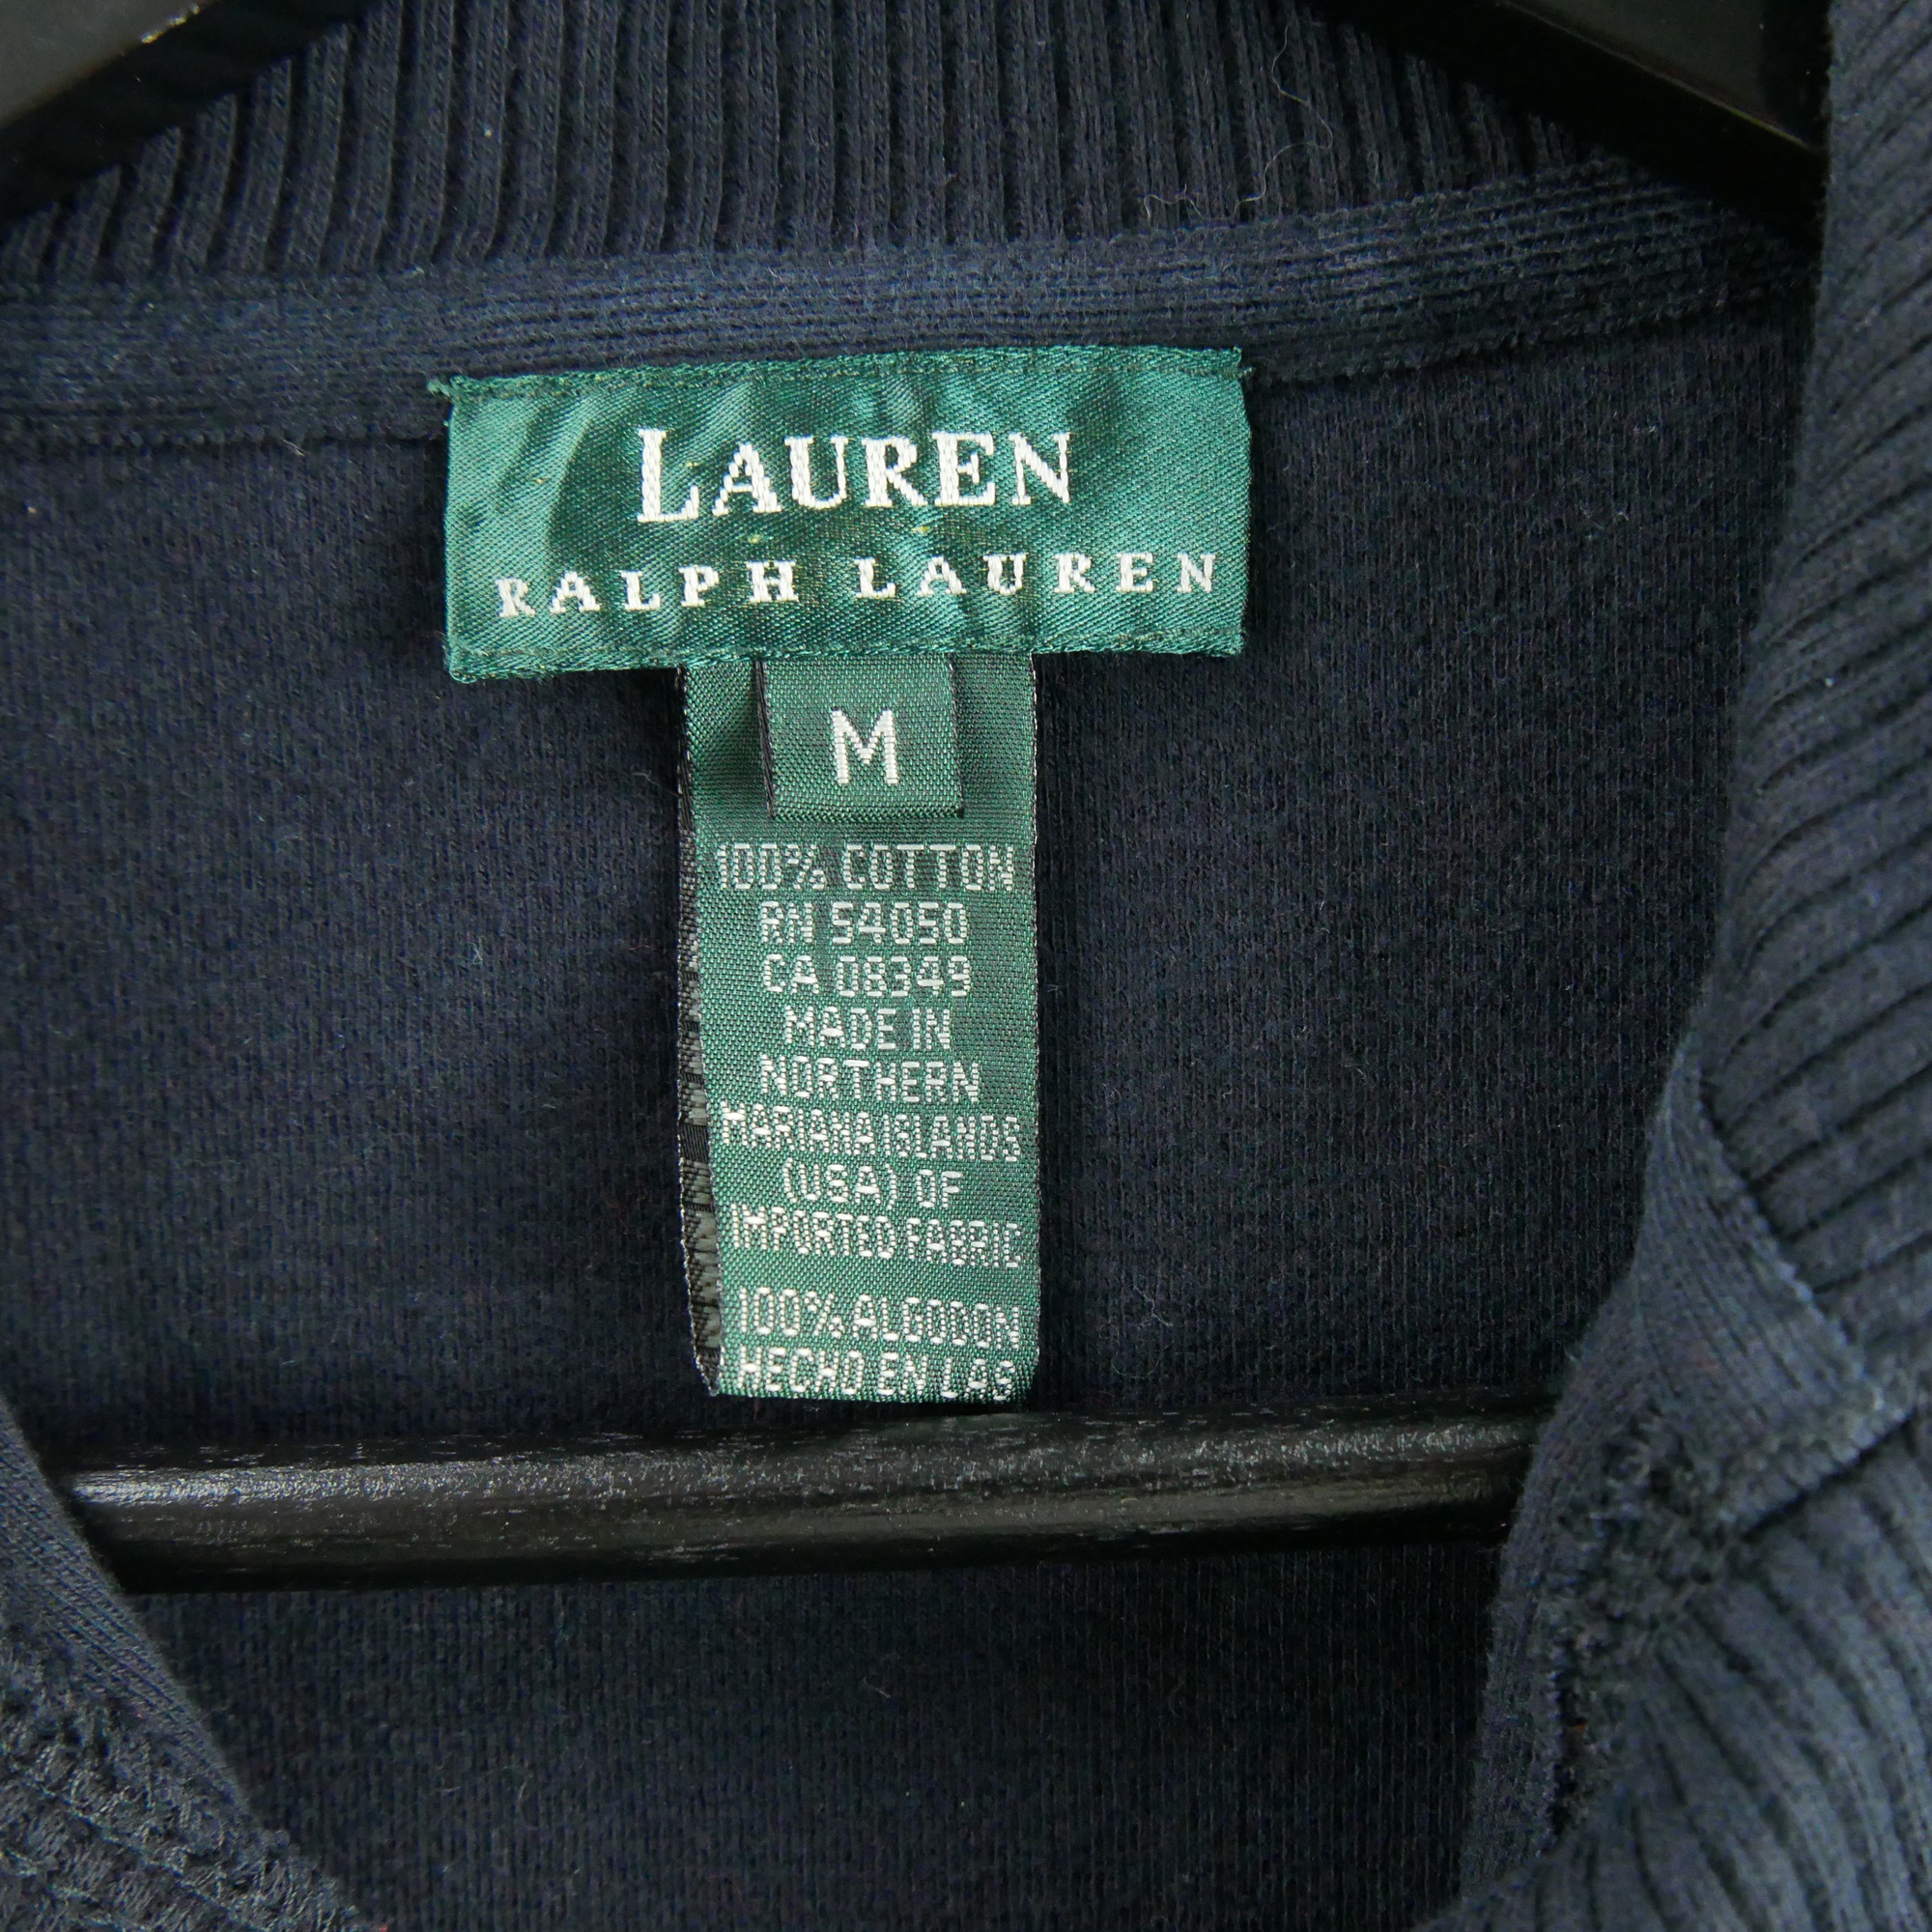 LAUREN
RALPH LAUREN
M
100% COTTON
RN 54050
CA 08349
MADE IN
NORTHERN
MARIANA ISLANDS
(USA) OF
IMPORTED FABRIC
100% ALGODON
HECHO EN LAS